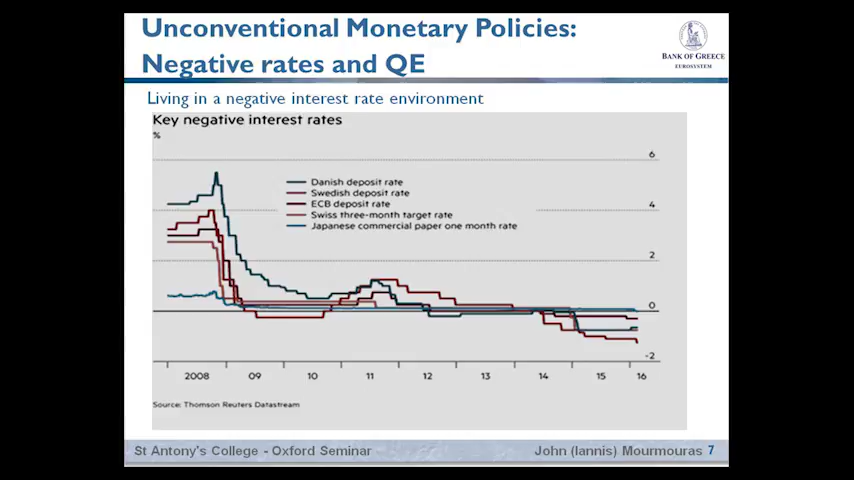 Unconventional Monetary Policies:
Negative rates and QE
BANK OF GREECE
EUROSYSTEM
Living in a negative interest rate environment
Key negative interest rates
%
6
4
2
0
-2
Danish deposit rate
Swedish deposit rate
ECB deposit rate
Swiss three-month target rate
Japanese commercial paper one month rate
2008 09 10 11 12 13 14 15 16
Source: Thomson Reuters Datastream
St Antony's College - Oxford Seminar
John (Iannis) Mourmouras 7